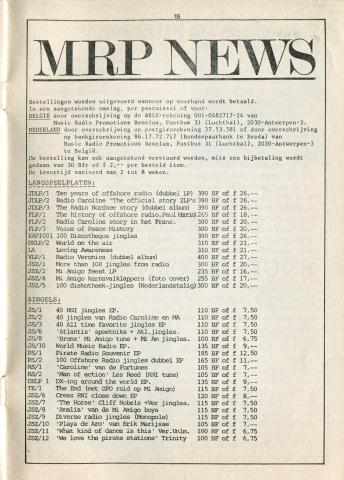 15
MRP NEWS
Bestellingen worden uitgevoerd wanneer op voorhand wordt betaald.
In een aangetekende omslag, per postwissel of voor:
BELGIË door overschrijving op de ASLK-rekening 001-0482717-24 van
Music Radio Promotions Benelux, Postbus 31 (Luchtbal), 2030-Antwerpen-3.
NEDERLAND door overschrijving op postgirorekening 37.53.581 of door overschrijving
op bankgirorekening 86.17.72.717 (Bondsspaarbank te Breda) van
Music Radio Promotions Benelux, Postbus 31 (Luchtbal), 2030-Antwerpen-3
te België.
Uw bestelling kan ook aangetekend verstuurd worden, mits een bijbetaling wordt
gedaan van 30 Bfr of f 2,-- per besteld item.
De levertijd varieert van 2 tot 8 weken.
LANGSPEELPLATEN:
JDLP/1 Ten years of offshore radio (dubbel LP) 390 BF of f 26,--
JDLP/2 Radio Caroline "The official story 2LP's 390 BF of f 26,--
JDLP/3 The Radio Nordsee story (dubbel album) 390 BF of f 26,--
YLP/1 The history of offshore radio.Paul Harris 265 BF of f 18,--
YLP/2 Radio Caroline story in het Frans. 300 BF of f 20,--
YLP/3 Voice of Peace History 300 BF of f 20,--
EAP1001 100 Discotheque jingles 300 BF of f 20,--
DXLP/2 World on the air 310 BF of f 21,--
LA Loving Awareness 310 BF of f 21,--
VLP/1 Radio Veronica (dubbel album) 400 BF of f 27,--
JSZ/1 More than 100 jingles from radio 300 BF of f 20,--
JSZ/2 Mi Amigo feest LP 235 BF of f 16,--
JSZ/4 Mi Amigo karnavalkleppers (foto cover) 255 BF of f 17,--
JSZ/5 100 diskotheek-jingles (Nederlandstalig) 300 BF of f 20,--
SINGELS:
JS/1 40 RNI jingles EP. 110 BF of f 7,50
JS/2 40 jingles van Radio Caroline en MA 110 BF of f 7,50
JS/3 40 All time favorite jingles EP 110 BF of f 7,50
JS/6 'Atlantis' spoetniks + Atl.jingles. 110 BF of f 7,50
JS/8 'Bronx' Mi Amigo tune + Mi Am jingles. 100 BF of f 6,75
JS/10 World Music Radio EP. 135 BF of f 9,--
RS/1 Pirate Radio Souvenir EP 185 BF of f 12,50
PS/1 100 Offshore Radio jingles dubbel EP 165 BF of f 11,--
RS/1 'Caroline' van de Fortunes 105 BF of f 7,--
RS/2 'Man of action' Les Reed (RNI tune) 105 BF of f 7,--
DXLP 1 DX-ing around the world EP. 135 BF of f 9,--
TE/1 The End (met GPO raid op Mi Amigo) 115 BF of f 7,50
JSZ/6 Cress RNI close down EP 120 BF of f 8,--
JSZ/7 "The Horse' Cliff Nobels +Ver jingles. 115 BF of f 7,50
JSZ/8 'Amalia' van de Mi Amigo boys 115 BF of f 7,50
JSZ/9 Diverse radio jingles (Monopole) 115 BF of f 7,50
JSZ/10 'Playa de Aro' van Erik Marijsse 105 BF of f 7,--
JSZ/11 'What kind of dance is this' Ver.Unlm. 100 BF of f 6,75
JSZ/12 'We love the pirate stations' Trinity 100 BF of f 6,75